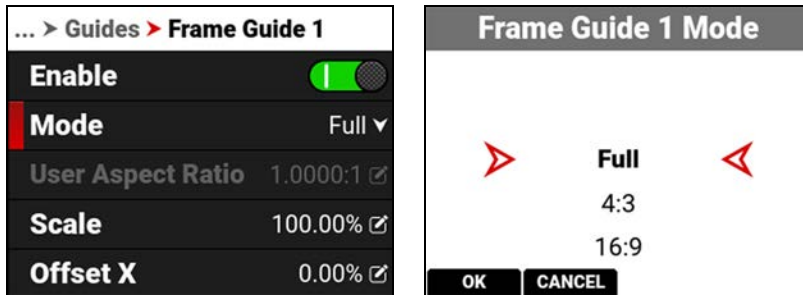 ... > Guides > Frame Guide 1
Enable
Mode Full
User Aspect Ratio 1.0000:1
Scale 100.00%
Offset X 0.00%
Frame Guide 1 Mode
Full
4:3
16:9
OK CANCEL